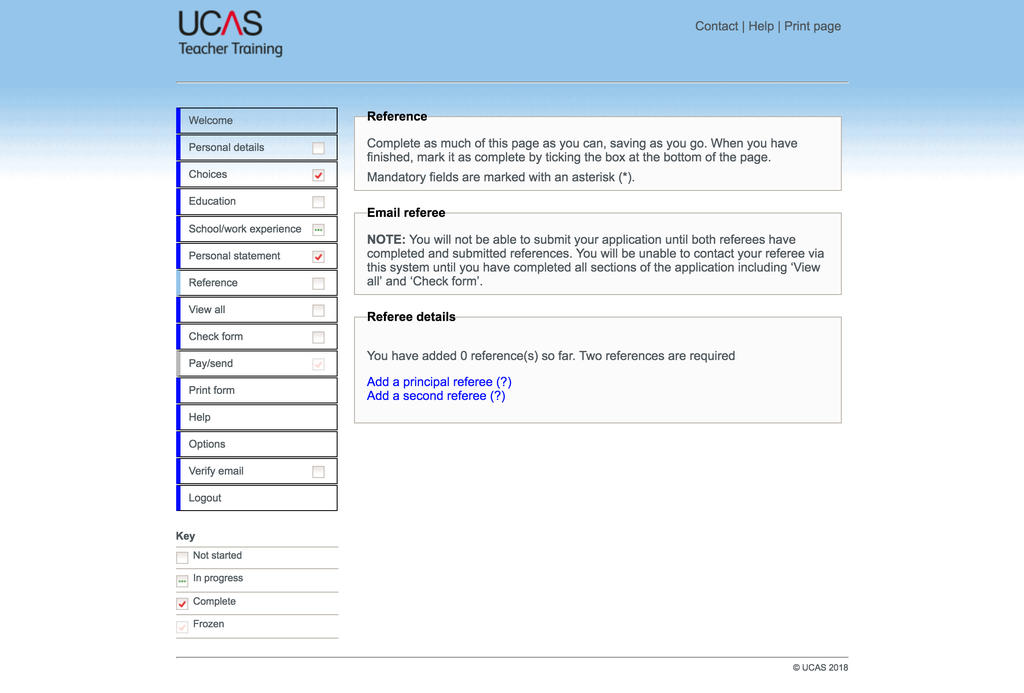 UCAS
Teacher Training
Contact | Help | Print page
Welcome
Personal details
Choices
Education
School/work experience
Personal statement
Reference
View all
Check form
Pay/send
Print form
Help
Options
Verify email
Logout
Key
Not started
In progress
Complete
Frozen
Reference
Complete as much of this page as you can, saving as you go. When you have
finished, mark it as complete by ticking the box at the bottom of the page.
Mandatory fields are marked with an asterisk (*).
Email referee
NOTE: You will not be able to submit your application until both referees have
completed and submitted references. You will be unable to contact your referee via
this system until you have completed all sections of the application including ‘View
all’ and ‘Check form’.
Referee details
You have added 0 reference(s) so far. Two references are required
Add a principal referee (?)
Add a second referee (?)
© UCAS 2018